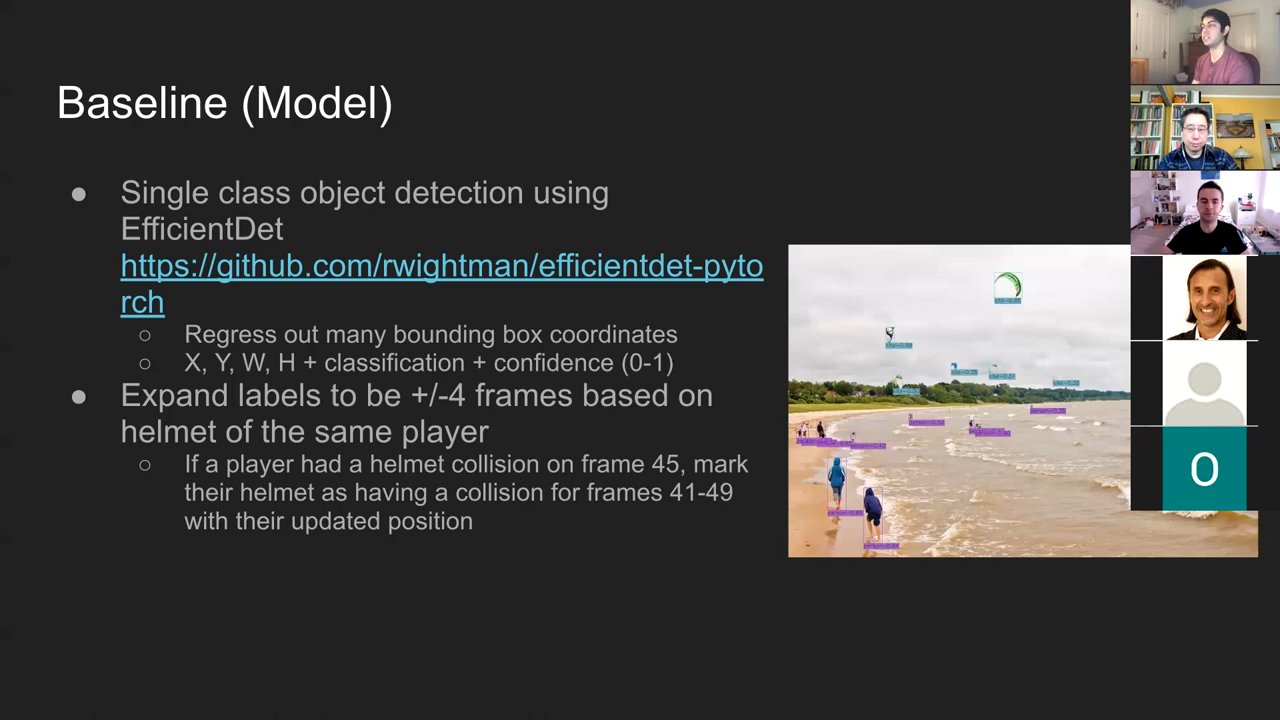 Baseline (Model)
● Single class object detection using
EfficientDet
https://github.com/rwightman/efficientdet-pyto
rch
○ Regress out many bounding box coordinates
○ X, Y, W, H + classification + confidence (0-1)
● Expand labels to be +/-4 frames based on
helmet of the same player
○ If a player had a helmet collision on frame 45, mark
their helmet as having a collision for frames 41-49
with their updated position
O